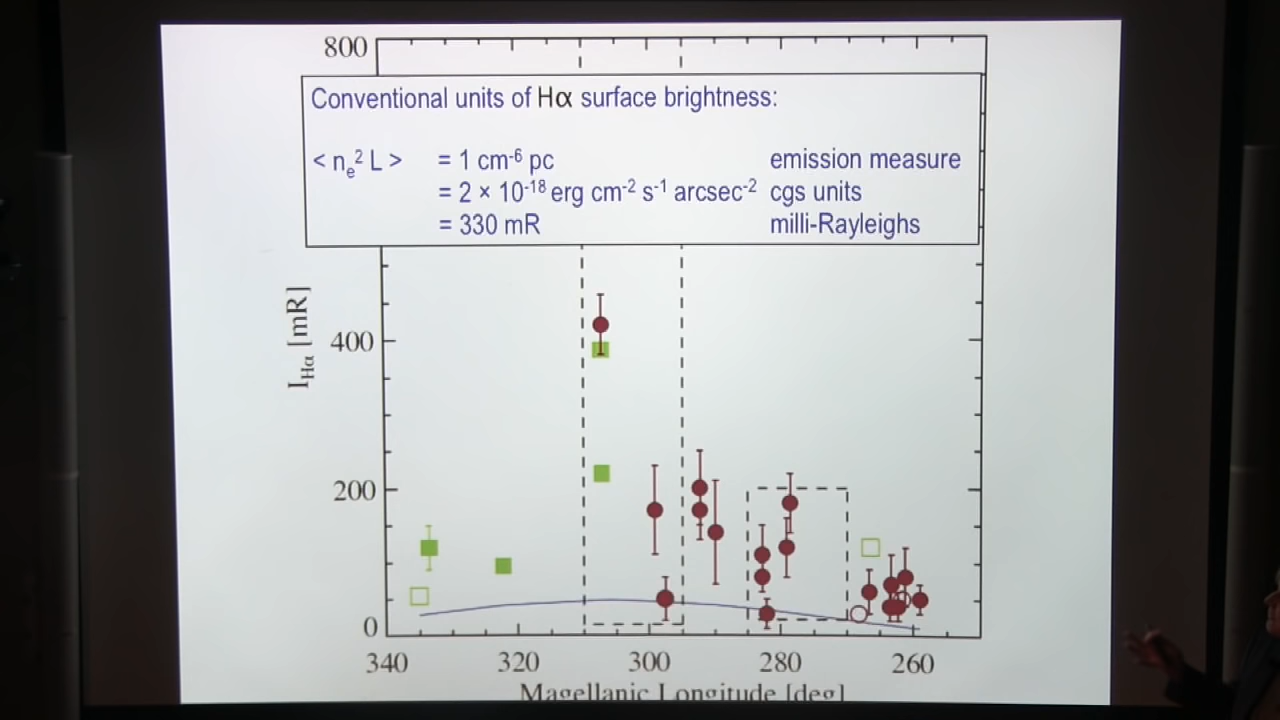 800
Conventional units of Hα surface brightness:
< nₑ² L > = 1 cm⁻⁶ pc emission measure
= 2 × 10⁻¹⁸ erg cm⁻² s⁻¹ arcsec⁻² cgs units
= 330 mR milli-Rayleighs
I_Hα [mR]
400
200
0
340 320 300 280 260
Magellanic Longitude [deg]